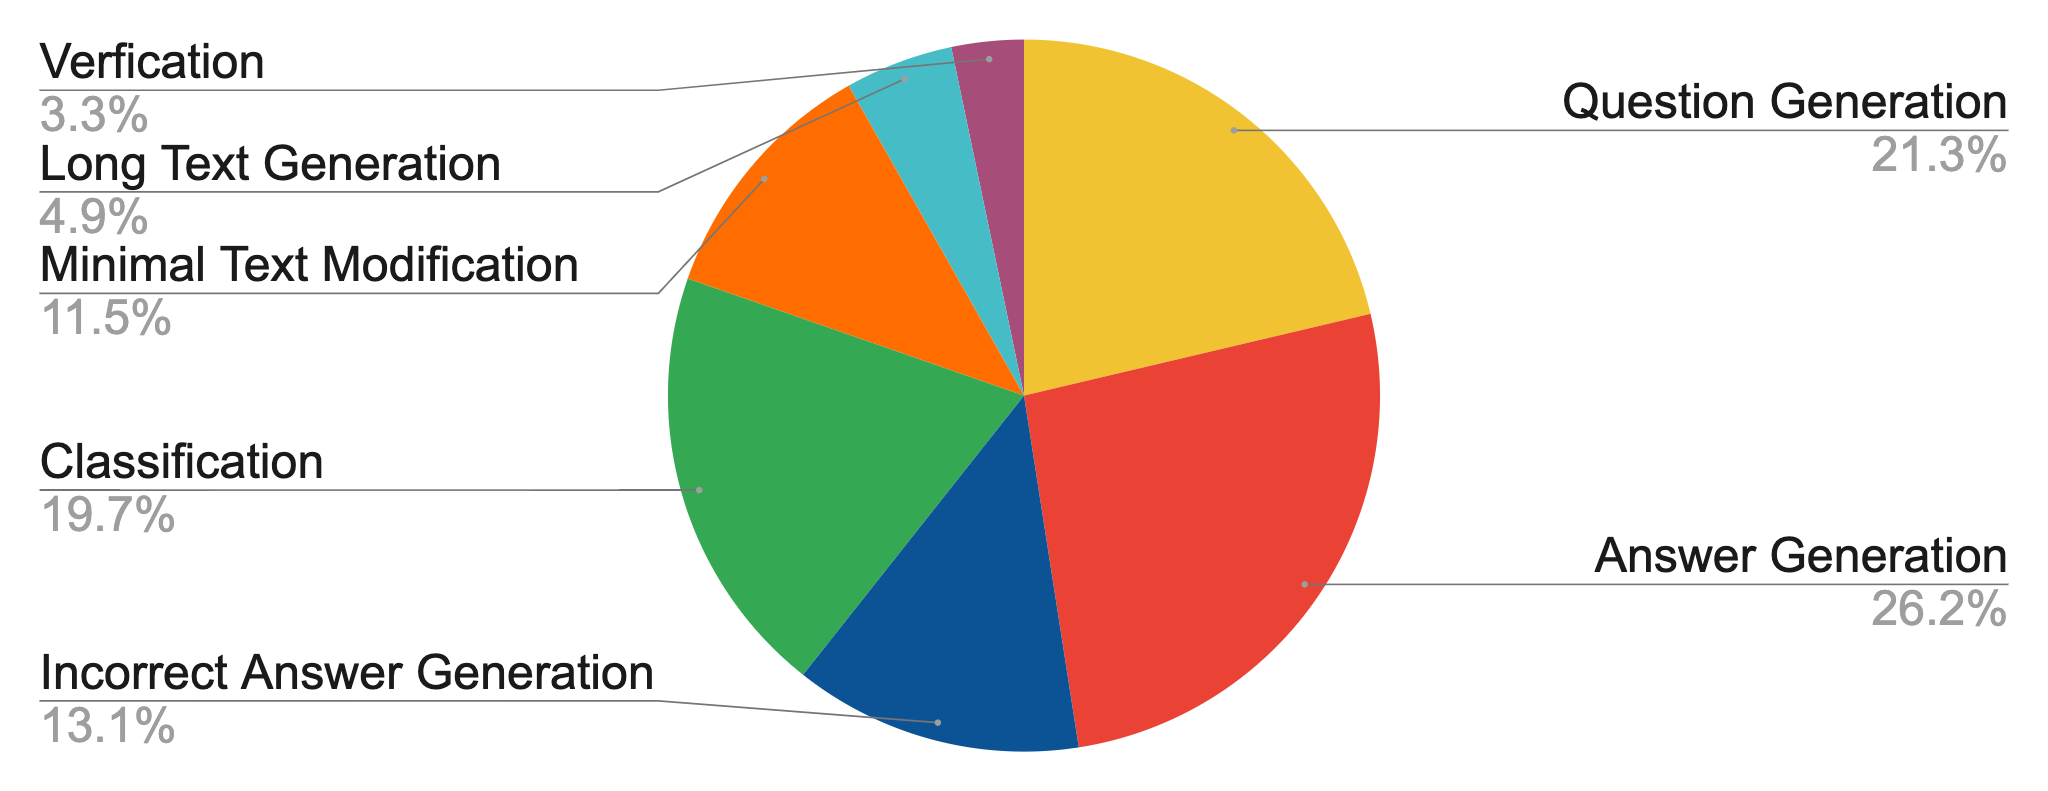 Verfication
3.3%
Long Text Generation
4.9%
Minimal Text Modification
11.5%
Classification
19.7%
Incorrect Answer Generation
13.1%
Question Generation
21.3%
Answer Generation
26.2%